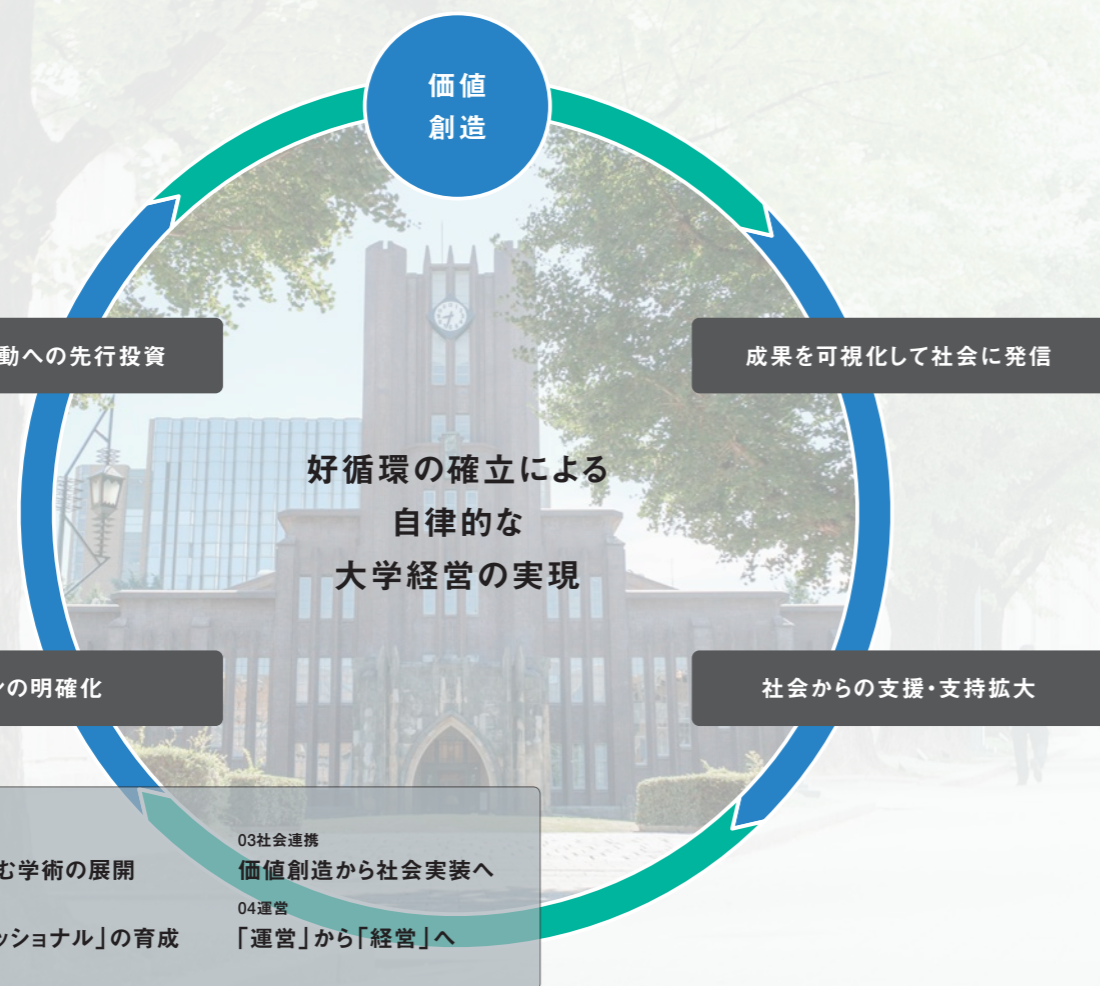 価値
創造
動への先行投資
成果を可視化して社会に発信
好循環の確立による
自律的な
大学経営の実現
ンの明確化
社会からの支援・支持拡大
03社会連携
む学術の展開
価値創造から社会実装へ
04運営
ッショナル」の育成
「運営」から「経営」へ